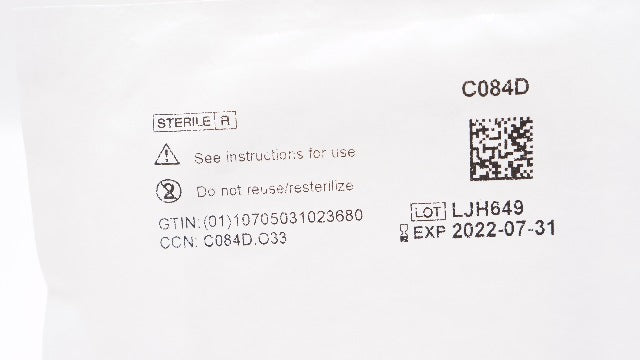 C084D
STERILE R
See instructions for use
Do not reuse/resterilize
GTIN: (01)10705031023680
CCN: C084D.O33
LOT LJH649
EXP 2022-07-31